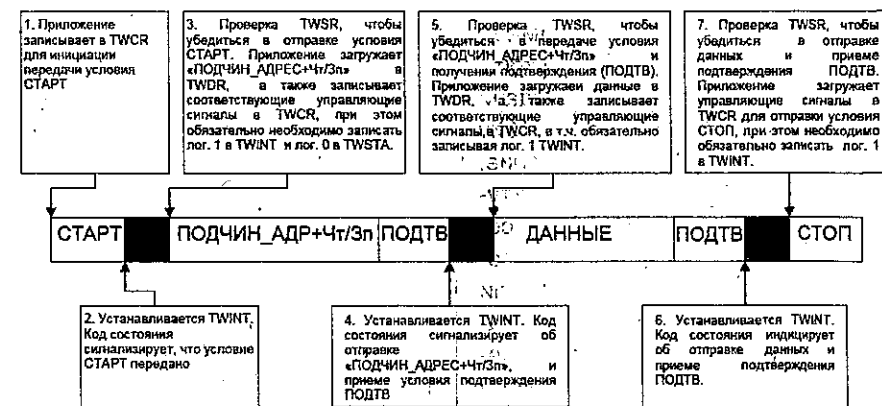 1. Приложение
записывает в TWCR
для инициации
передачи условия
СТАРТ
3. Проверка TWSR, чтобы
убедиться в отправке условия
СТАРТ. Приложение загружает
«ПОДЧИН_АДРЕС+Чт/Зп» в
TWDR, а также записывает
соответствующие управляющие
сигналы в TWCR, при этом
обязательно необходимо записать
лог. 1 в TWINT и лог. 0 в TWSTA.
5. Проверка TWSR, чтобы
убедиться в передаче условия
«ПОДЧИН_АДРЕС+Чт/Зп» и
получении подтверждения (ПОДТВ).
Приложение загружаем данные в
TWDR, а также записывает
соответствующие управляющие
сигналы в TWCR, в т.ч. обязательно
записывая лог. 1 TWINT.
7. Проверка TWSR, чтобы
убедиться в отправке
данных и приеме
подтверждения ПОДТВ.
Приложение загружает
управляющие сигналы в
TWCR для отправки условия
СТОП, при этом необходимо
обязательно записать лог. 1
в TWINT.
СТАРТ ПОДЧИН_АДР+Чт/Зп ПОДТВ ДАННЫЕ ПОДТВ СТОП
2. Устанавливается TWINT.
Код состояния
сигнализирует, что условие
СТАРТ передано
4. Устанавливается TWINT. Код
состояния сигнализирует об
отправке
«ПОДЧИН_АДРЕС+Чт/Зп», и
приеме условия подтверждения
ПОДТВ
6. Устанавливается TWINT.
Код состояния индицирует
об отправке данных и
приеме подтверждения
ПОДТВ.